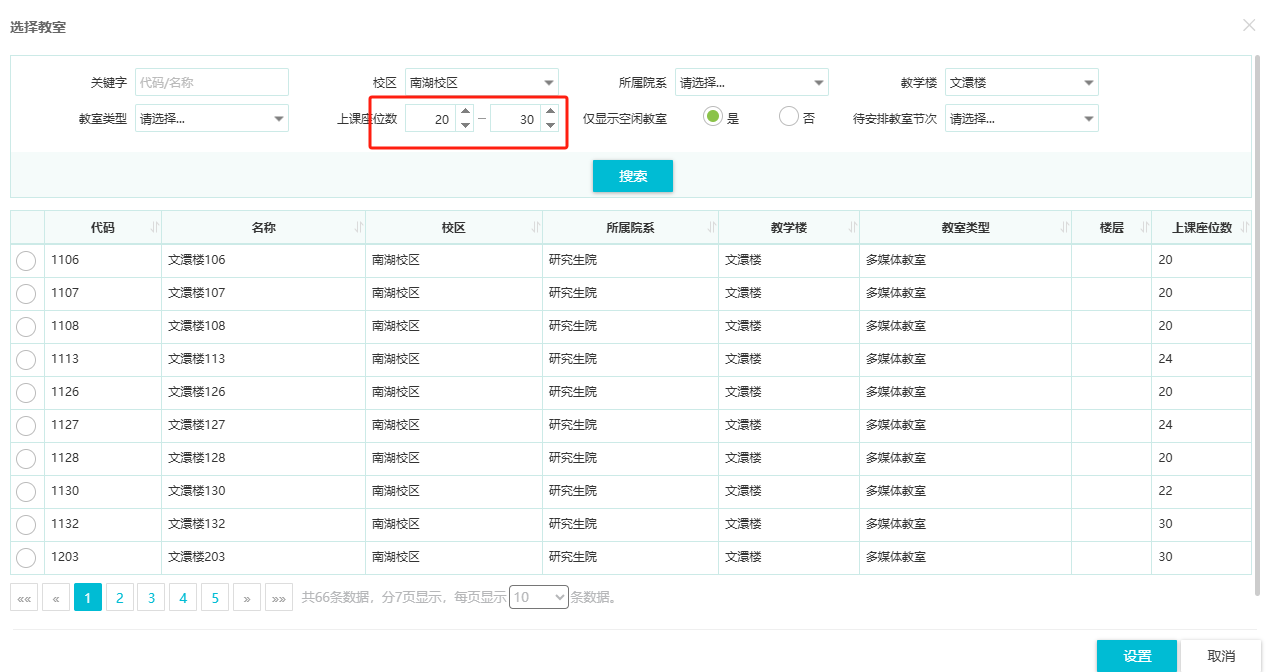 选择教室
关键字 代码/名称 校区 南湖校区 所属院系 请选择... 教学楼 文澴楼
教室类型 请选择... 上课座位数 20 — 30 仅显示空闲教室 是 否 待安排教室节次 请选择...
搜索
代码 名称 校区 所属院系 教学楼 教室类型 楼层 上课座位数
1106 文澴楼106 南湖校区 研究生院 文澴楼 多媒体教室 20
1107 文澴楼107 南湖校区 研究生院 文澴楼 多媒体教室 20
1108 文澴楼108 南湖校区 研究生院 文澴楼 多媒体教室 20
1113 文澴楼113 南湖校区 研究生院 文澴楼 多媒体教室 24
1126 文澴楼126 南湖校区 研究生院 文澴楼 多媒体教室 20
1127 文澴楼127 南湖校区 研究生院 文澴楼 多媒体教室 24
1128 文澴楼128 南湖校区 研究生院 文澴楼 多媒体教室 20
1130 文澴楼130 南湖校区 研究生院 文澴楼 多媒体教室 22
1132 文澴楼132 南湖校区 研究生院 文澴楼 多媒体教室 30
1203 文澴楼203 南湖校区 研究生院 文澴楼 多媒体教室 30
«« « 1 2 3 4 5 » »» 共66条数据，分7页显示，每页显示 10 条数据。
设置 取消